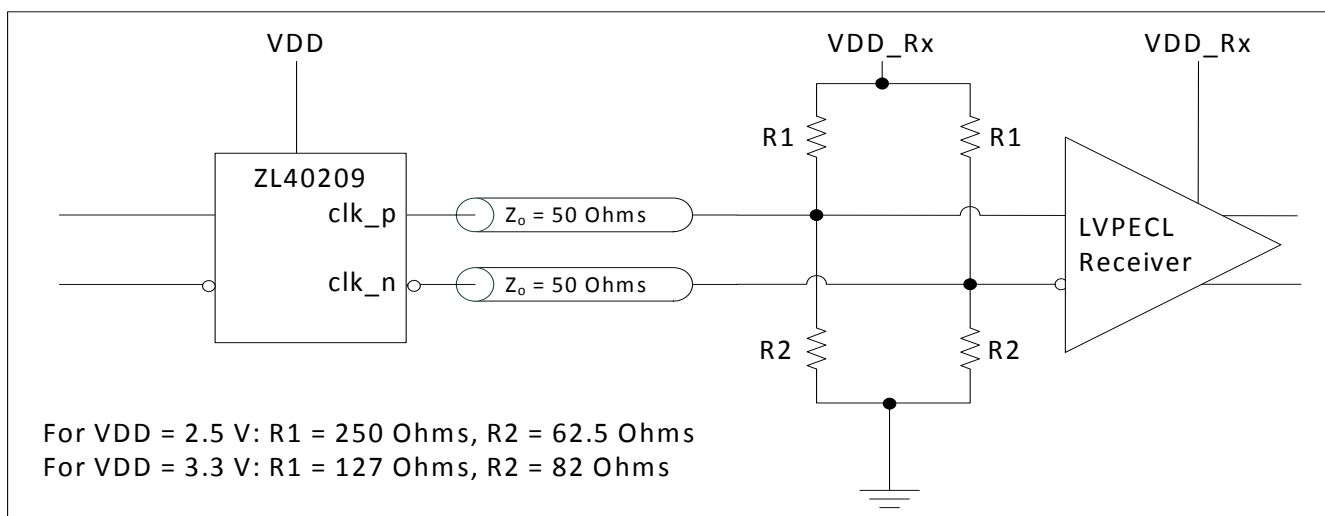 VDD
VDD_Rx
VDD_Rx
R1
R1
ZL40209
clk_p
Zo = 50 Ohms
LVPECL
Receiver
clk_n
Zo = 50 Ohms
R2
R2
For VDD = 2.5 V: R1 = 250 Ohms, R2 = 62.5 Ohms
For VDD = 3.3 V: R1 = 127 Ohms, R2 = 82 Ohms